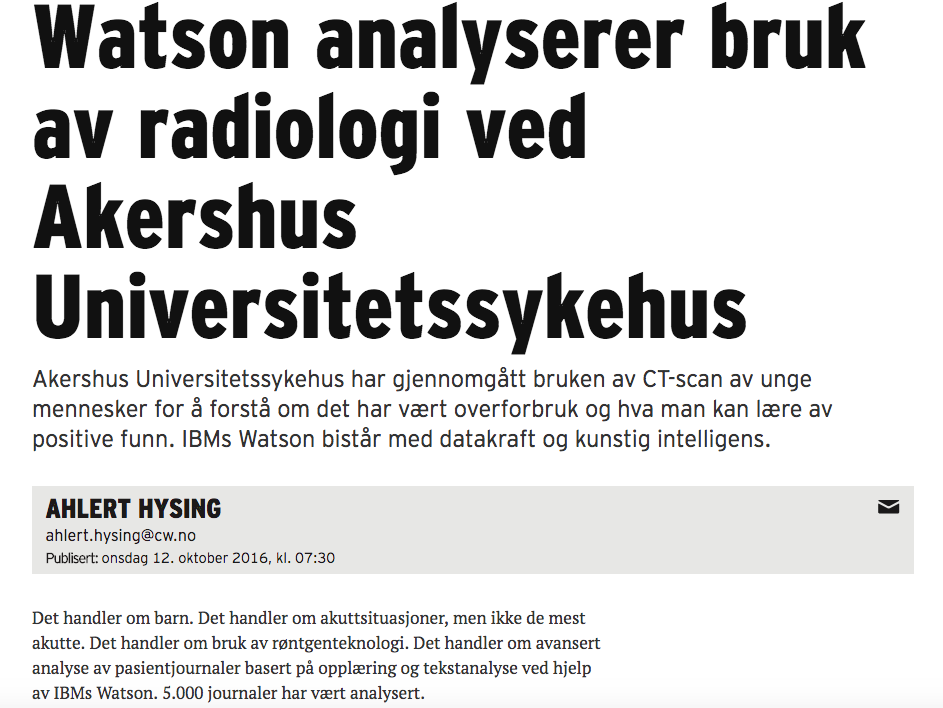 Watson analyserer bruk
av radiologi ved
Akershus
Universitetssykehus
Akershus Universitetssykehus har gjennomgått bruken av CT-scan av unge
mennesker for å forstå om det har vært overforbruk og hva man kan lære av
positive funn. IBMs Watson bistår med datakraft og kunstig intelligens.
AHLERT HYSING
ahlert.hysing@cw.no
Publisert: onsdag 12. oktober 2016, kl. 07:30
Det handler om barn. Det handler om akuttsituasjoner, men ikke de mest
akutte. Det handler om bruk av røntgenteknologi. Det handler om avansert
analyse av pasientjournaler basert på opplæring og tekstanalyse ved hjelp
av IBMs Watson. 5.000 journaler har vært analysert.